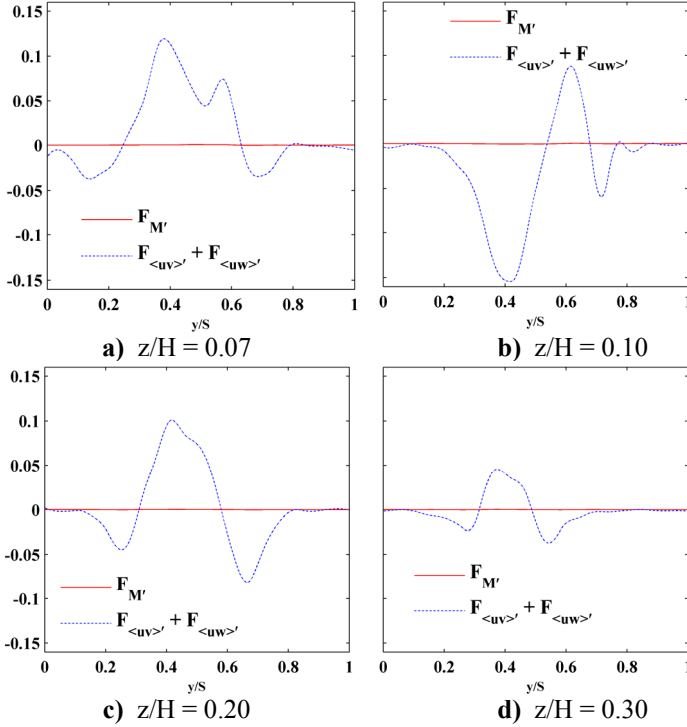 0.15
0.1
0.05
0
-0.05
-0.1
-0.15
F_M′
F_<uv>′ + F_<uw>′
0 0.2 0.4 0.6 0.8 1
y/S
a) z/H = 0.07
F_M′
F_<uv>′ + F_<uw>′
0 0.2 0.4 0.6 0.8 1
y/S
b) z/H = 0.10
0.15
0.1
0.05
0
-0.05
-0.1
-0.15
F_M′
F_<uv>′ + F_<uw>′
0 0.2 0.4 0.6 0.8 1
y/S
c) z/H = 0.20
F_M′
F_<uv>′ + F_<uw>′
0 0.2 0.4 0.6 0.8 1
y/S
d) z/H = 0.30